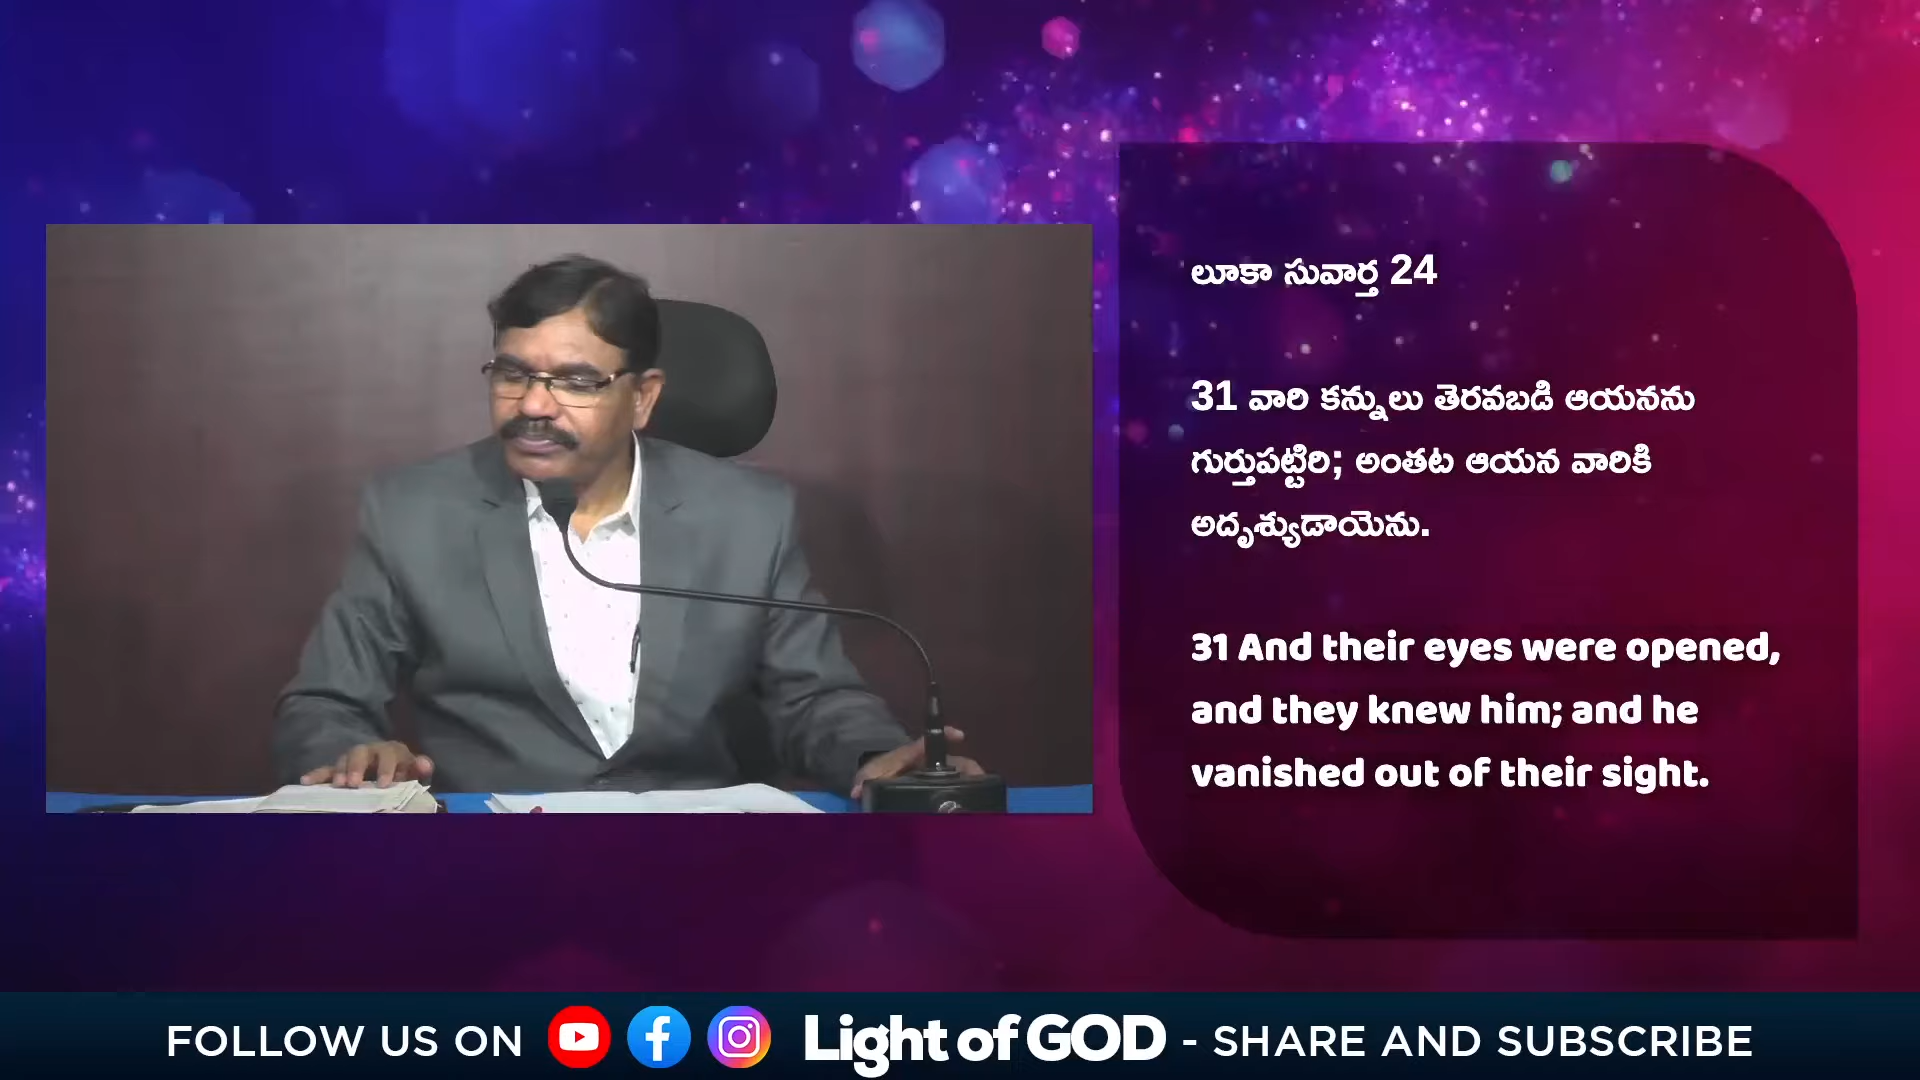 లూకా సువార్త 24
31 వారి కన్నులు తెరవబడి ఆయనను
గుర్తుపట్టిరి; అంతట ఆయన వారికి
అదృశ్యుడాయెను.
31 And their eyes were opened,
and they knew him; and he
vanished out of their sight.
FOLLOW US ON Light of GOD - SHARE AND SUBSCRIBE